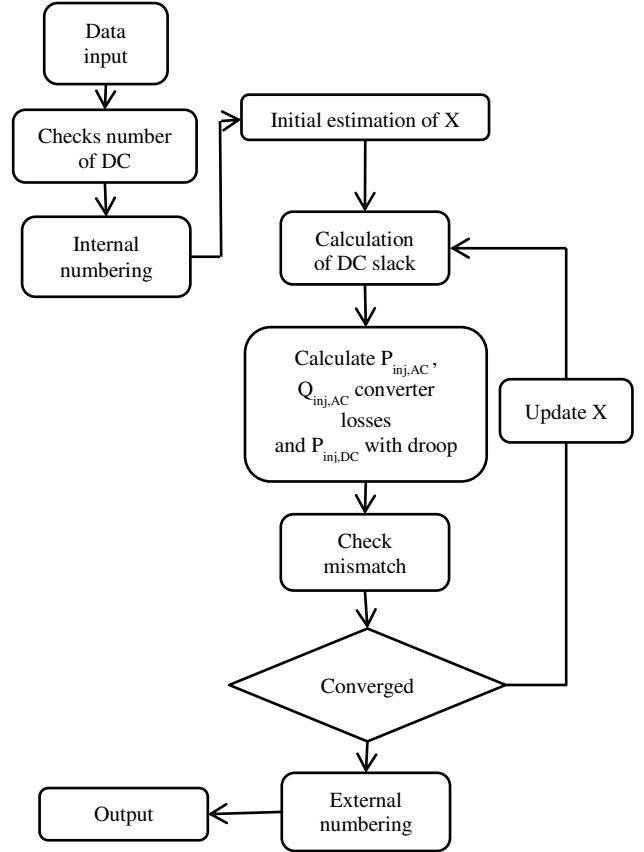 Data
input
Checks number
of DC
Internal
numbering
Initial estimation of X
Calculation
of DC slack
Calculate P_inj,AC ,
Q_inj,AC converter
losses
and P_inj,DC with droop
Update X
Check
mismatch
Converged
External
numbering
Output